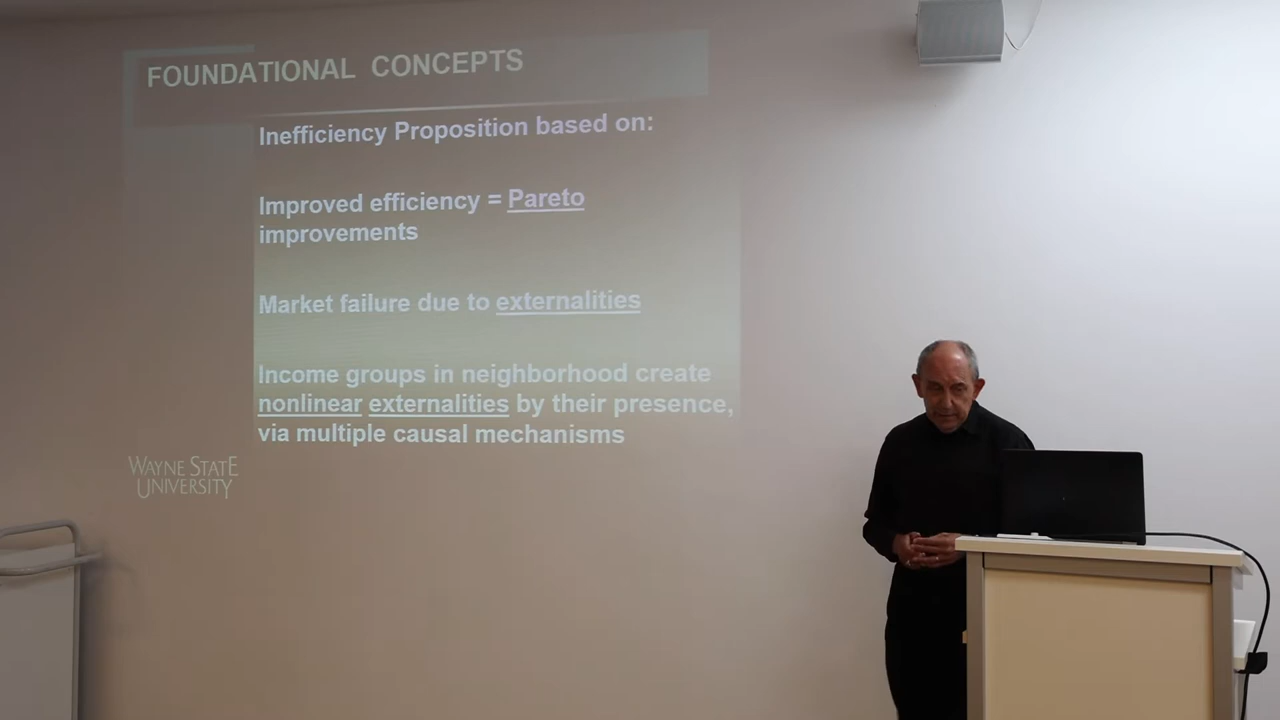 FOUNDATIONAL CONCEPTS
Inefficiency Proposition based on:
Improved efficiency = Pareto
improvements
Market failure due to externalities
Income groups in neighborhood create
nonlinear externalities by their presence,
via multiple causal mechanisms
WAYNE STATE
UNIVERSITY